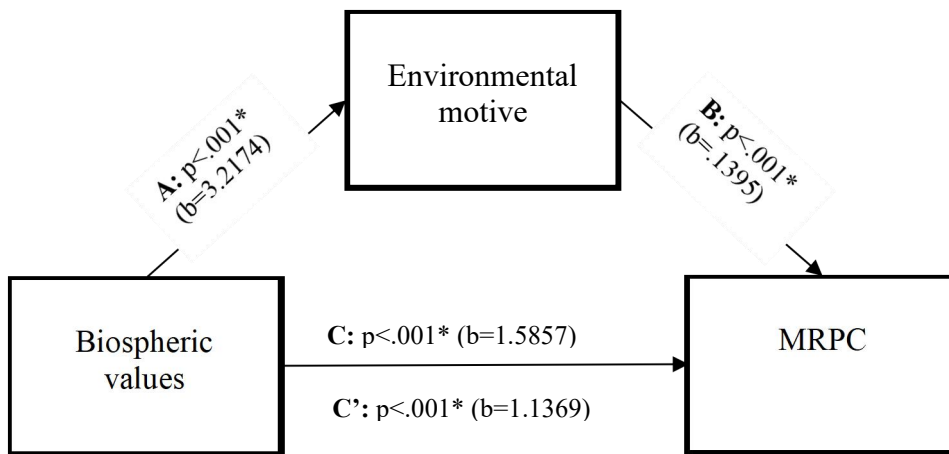 Environmental
motive
A: p<.001*
(b=3.2174)
B: p<.001*
(b=.1395)
Biospheric
values
C: p<.001* (b=1.5857)
C’: p<.001* (b=1.1369)
MRPC